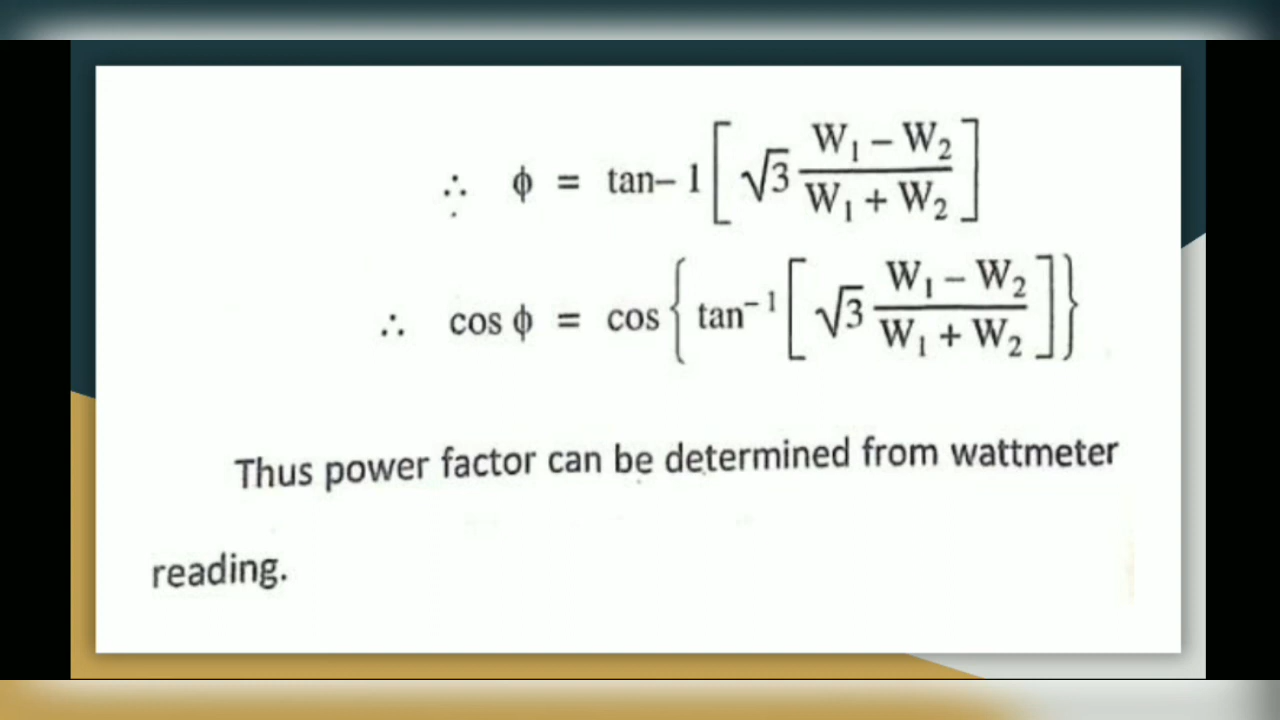 ∴ ϕ = tan– 1[ √3 W₁ – W₂ / W₁ + W₂ ]
∴ cos ϕ = cos { tan⁻¹ [ √3 W₁ – W₂ / W₁ + W₂ ] }
Thus power factor can be determined from wattmeter
reading.